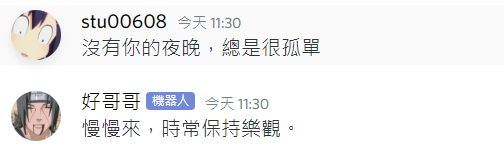 stu00608 今天 11:30
沒有你的夜晚，總是很孤單
好哥哥 機器人 今天 11:30
慢慢來，時常保持樂觀。